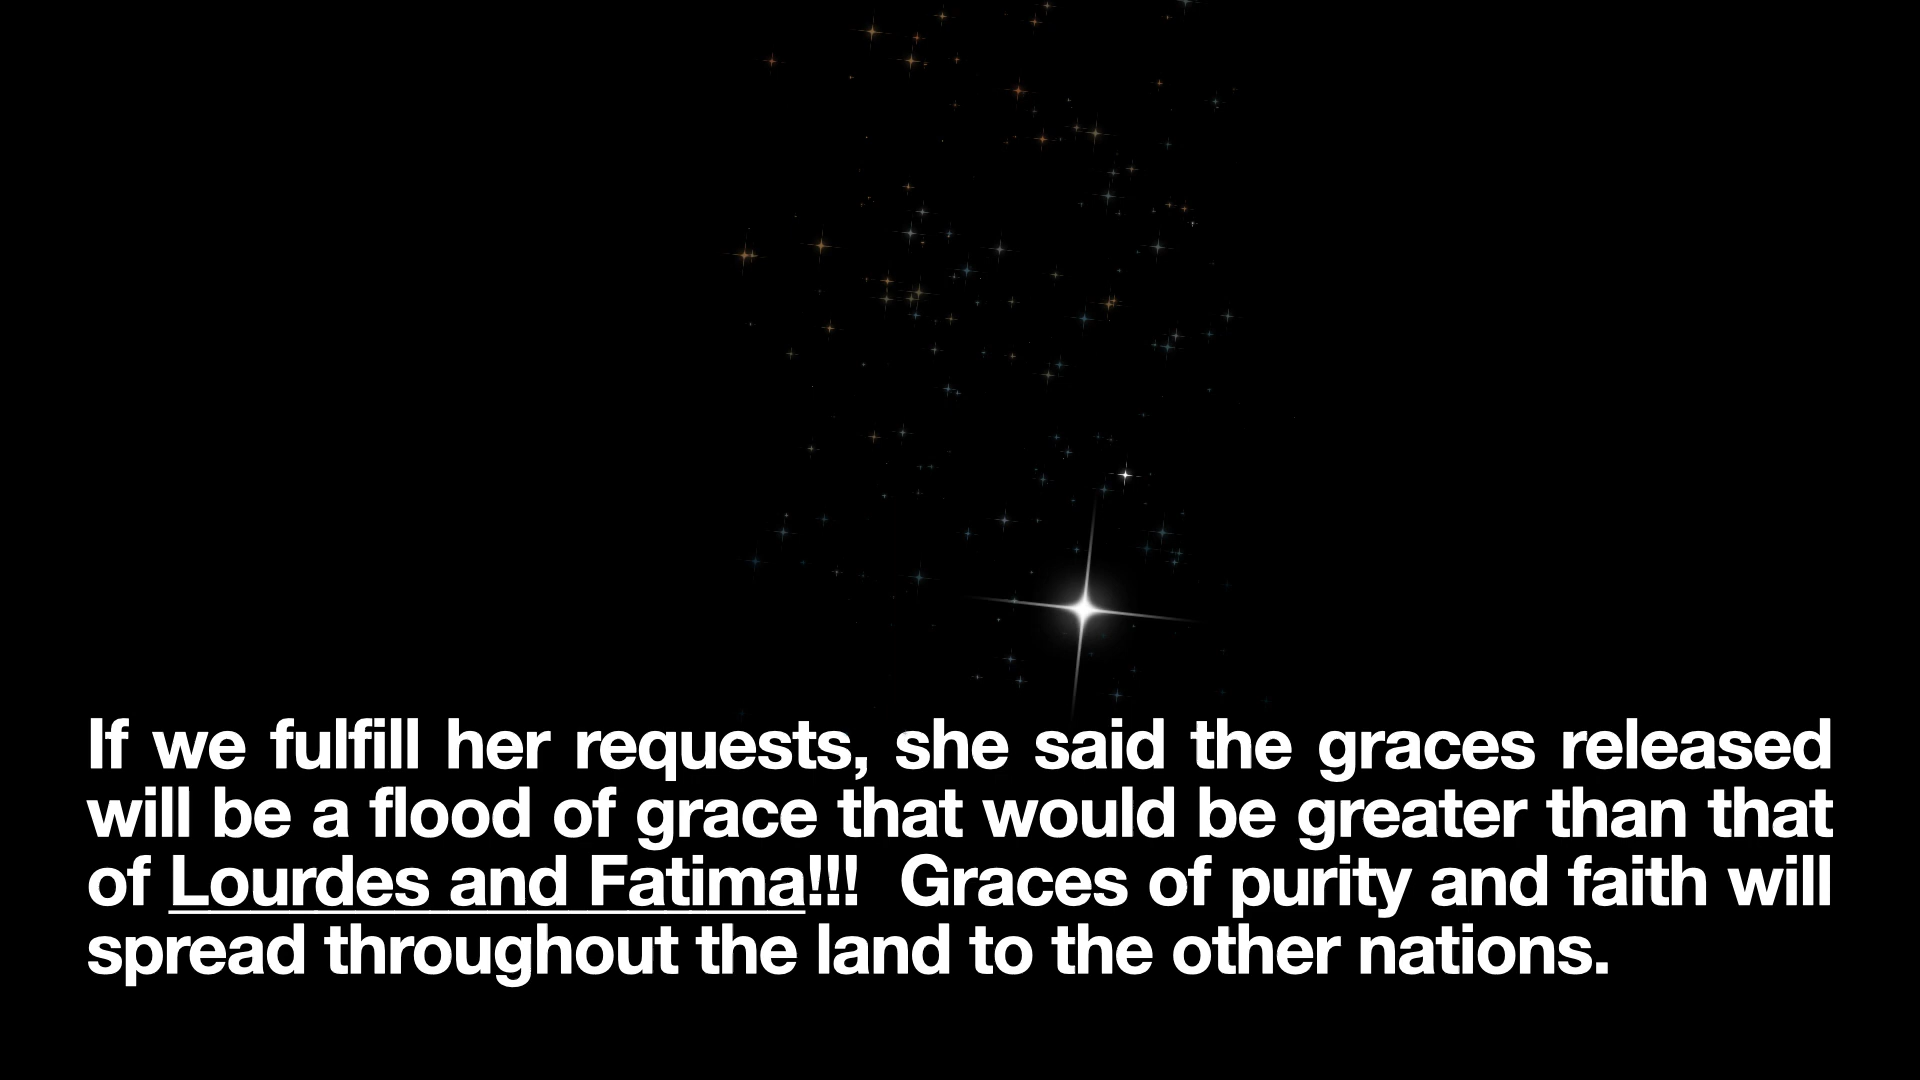 If we fulfill her requests, she said the graces released
will be a flood of grace that would be greater than that
of Lourdes and Fatima!!!  Graces of purity and faith will
spread throughout the land to the other nations.